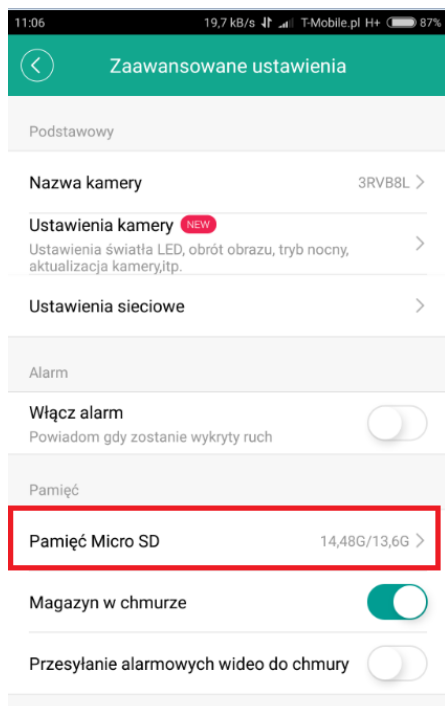 11:06 19,7 kB/s T-Mobile.pl H+ 87%
Zaawansowane ustawienia
Podstawowy
Nazwa kamery 3RVB8L
Ustawienia kamery NEW
Ustawienia światła LED, obrót obrazu, tryb nocny,
aktualizacja kamery,itp.
Ustawienia sieciowe
Alarm
Włącz alarm
Powiadom gdy zostanie wykryty ruch
Pamięć
Pamięć Micro SD 14,48G/13,6G
Magazyn w chmurze
Przesyłanie alarmowych wideo do chmury